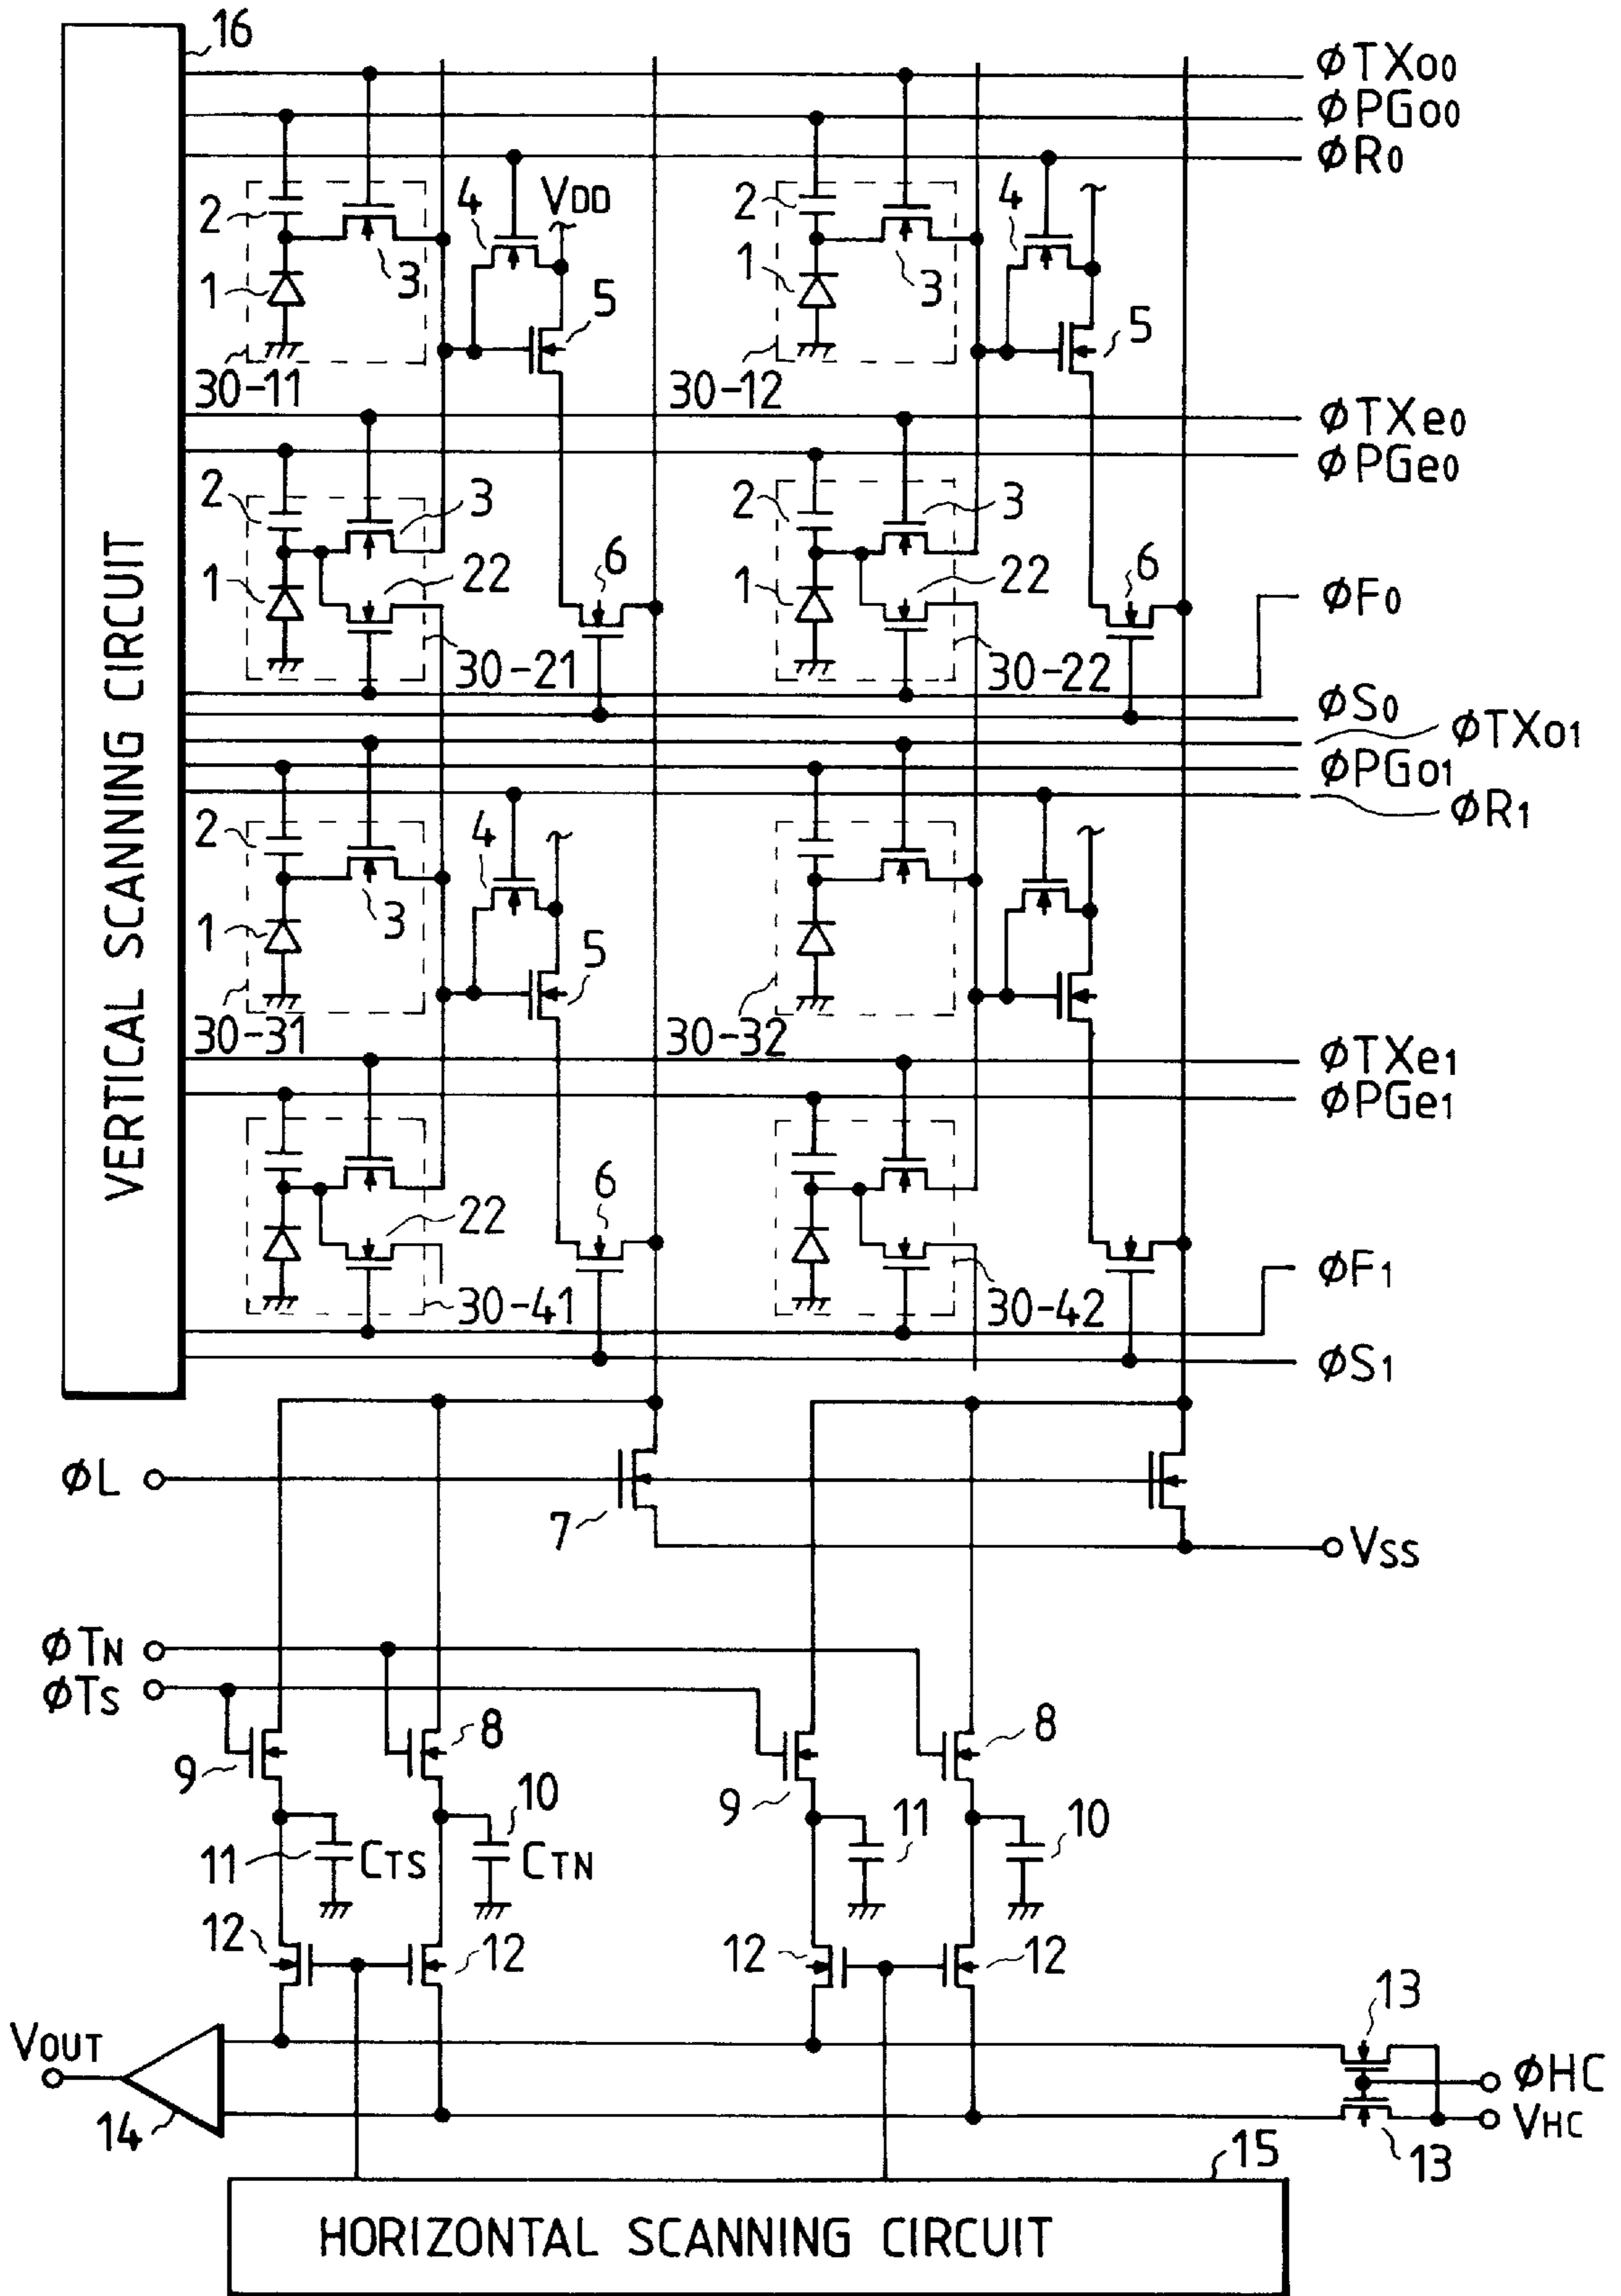 16
φTXo0
φPGo0
φR0
2
4
VDD
2
4
1
3
5
1
3
5
30-11
30-12
φTXe0
φPGe0
2
3
2
3
1
22
6
1
22
6
φF0
30-21
30-22
φS0
φTXo1
φPGo1
φR1
2
4
1
3
5
30-31
30-32
φTXe1
φPGe1
22
6
30-41
30-42
φF1
φS1
VERTICAL SCANNING CIRCUIT
φL
7
VSS
φTN
φTS
9
8
9
8
11
CTS
10
CTN
11
10
12
12
12
12
13
VOUT
14
φHC
VHC
13
15
HORIZONTAL SCANNING CIRCUIT